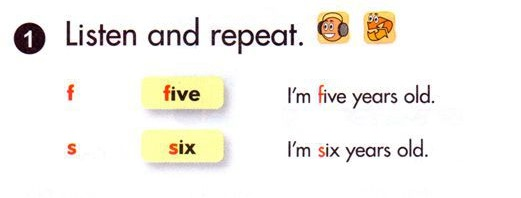 1 Listen and repeat.
f five I'm five years old.
s six I'm six years old.